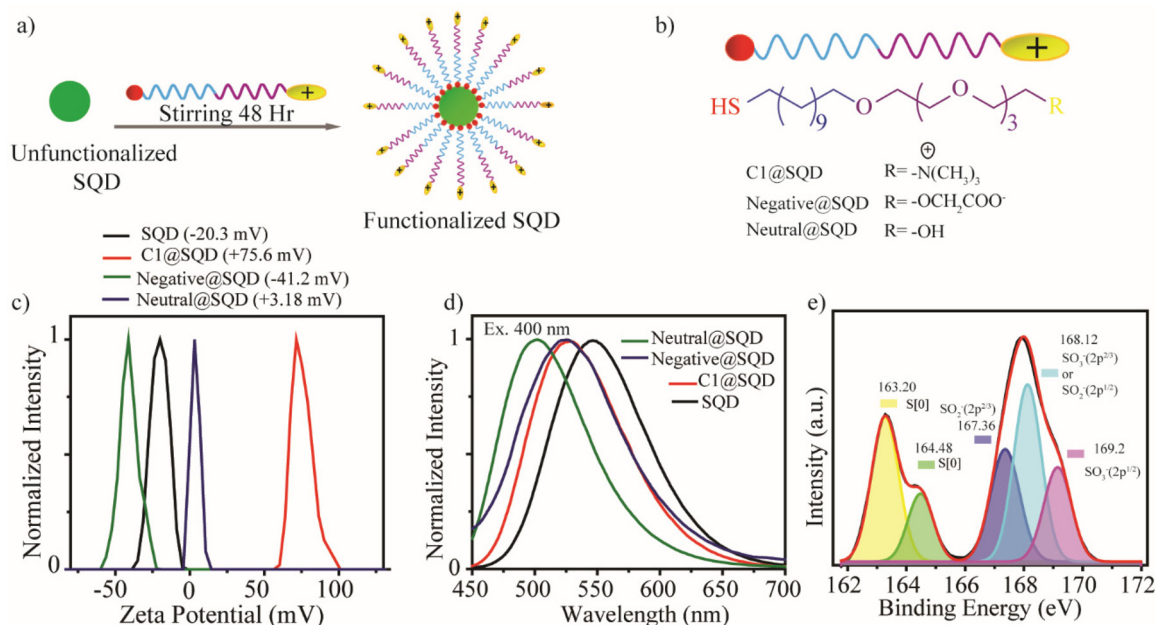 a)
Stirring 48 Hr
Unfunctionalized
SQD
Functionalized SQD
+
b)
+
HS
9
O
O
3
R
+
C1@SQD R= -N(CH₃)₃
Negative@SQD R= -OCH₂COO⁻
Neutral@SQD R= -OH
c)
SQD (-20.3 mV)
C1@SQD (+75.6 mV)
Negative@SQD (-41.2 mV)
Neutral@SQD (+3.18 mV)
Normalized Intensity
1
0
-50 0 50 100
Zeta Potential (mV)
d)
Ex. 400 nm
Neutral@SQD
Negative@SQD
C1@SQD
SQD
Normalized Intensity
1
0
450 500 550 600 650 700
Wavelength (nm)
e)
163.20
S[0]
164.48
S[0]
SO₂⁻(2p²/³)
167.36
168.12
SO₃⁻(2p²/³)
or
SO₂⁻(2p¹/²)
169.2
SO₃⁻(2p¹/²)
Intensity (a.u.)
162 164 166 168 170 172
Binding Energy (eV)